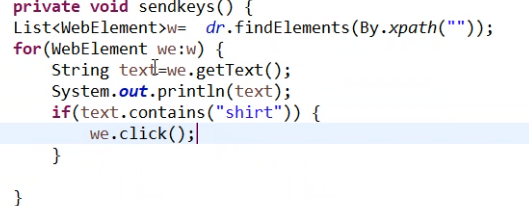 private void sendkeys() {
List<WebElement>w=  dr.findElements(By.xpath(""));
for(WebElement we:w) {
    String text=we.getText();
    System.out.println(text);
    if(text.contains("shirt")) {
        we.click();
    }

}